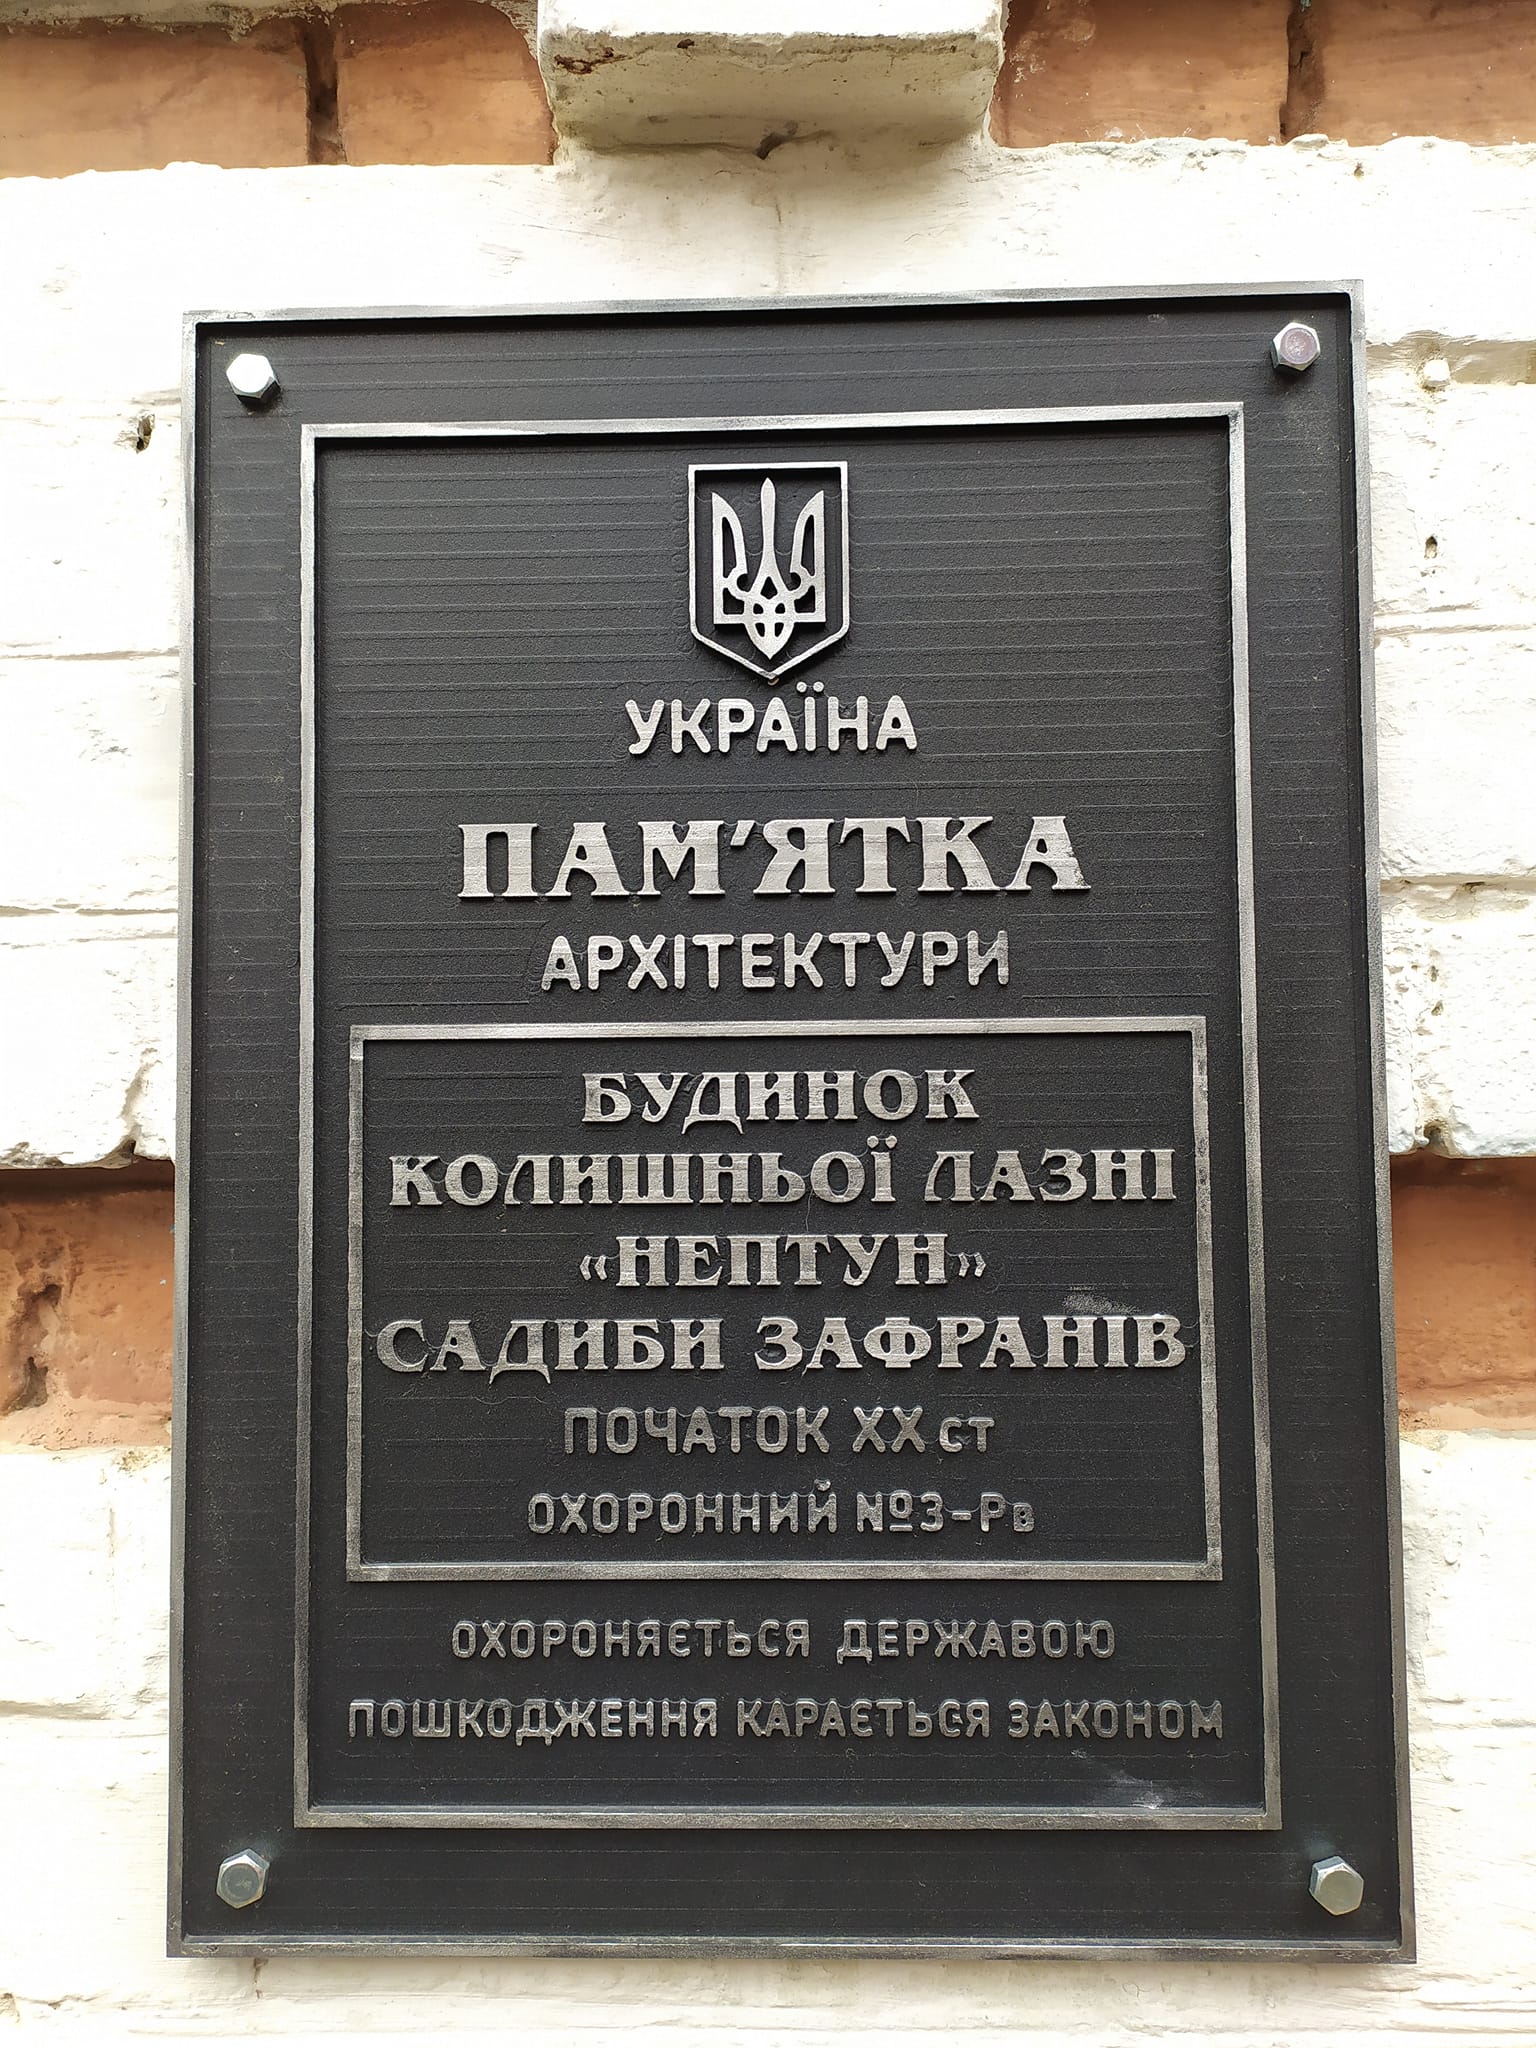 УКРАЇНА
ПАМ'ЯТКА
АРХІТЕКТУРИ
БУДИНОК
КОЛИШНЬОЇ ЛАЗНІ
«НЕПТУН»
САДИБИ ЗАФРАНІВ
ПОЧАТОК ХХ ст
ОХОРОННИЙ №3-Рв
ОХОРОНЯЄТЬСЯ ДЕРЖАВОЮ
ПОШКОДЖЕННЯ КАРАЄТЬСЯ ЗАКОНОМ